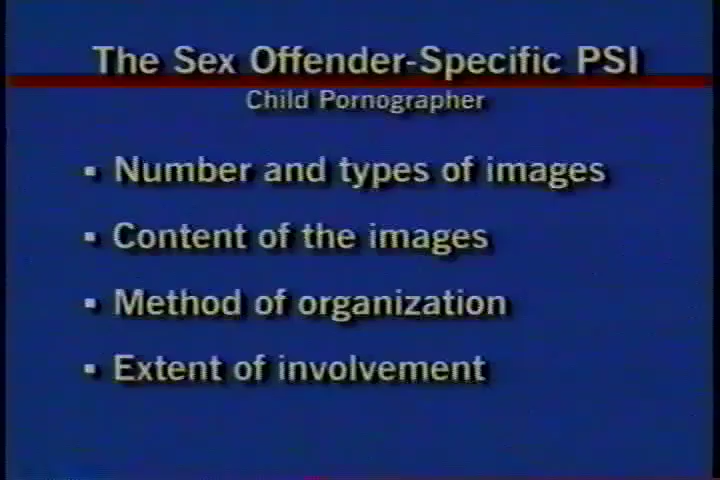 The Sex Offender-Specific PSI
Child Pornographer
▪ Number and types of images
▪ Content of the images
▪ Method of organization
▪ Extent of involvement